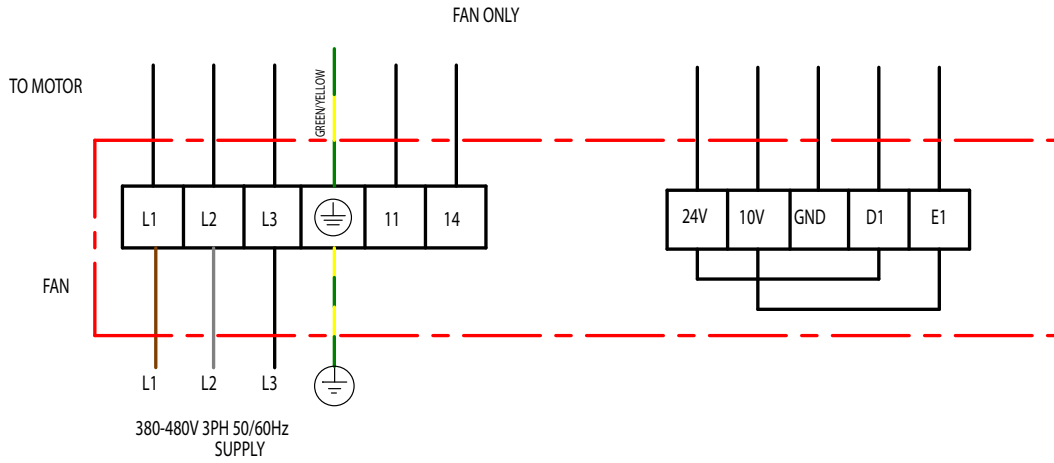 FAN ONLY
TO MOTOR
GREEN/YELLOW
L1 L2 L3 11 14
24V 10V GND D1 E1
FAN
L1 L2 L3
380-480V 3PH 50/60Hz
SUPPLY